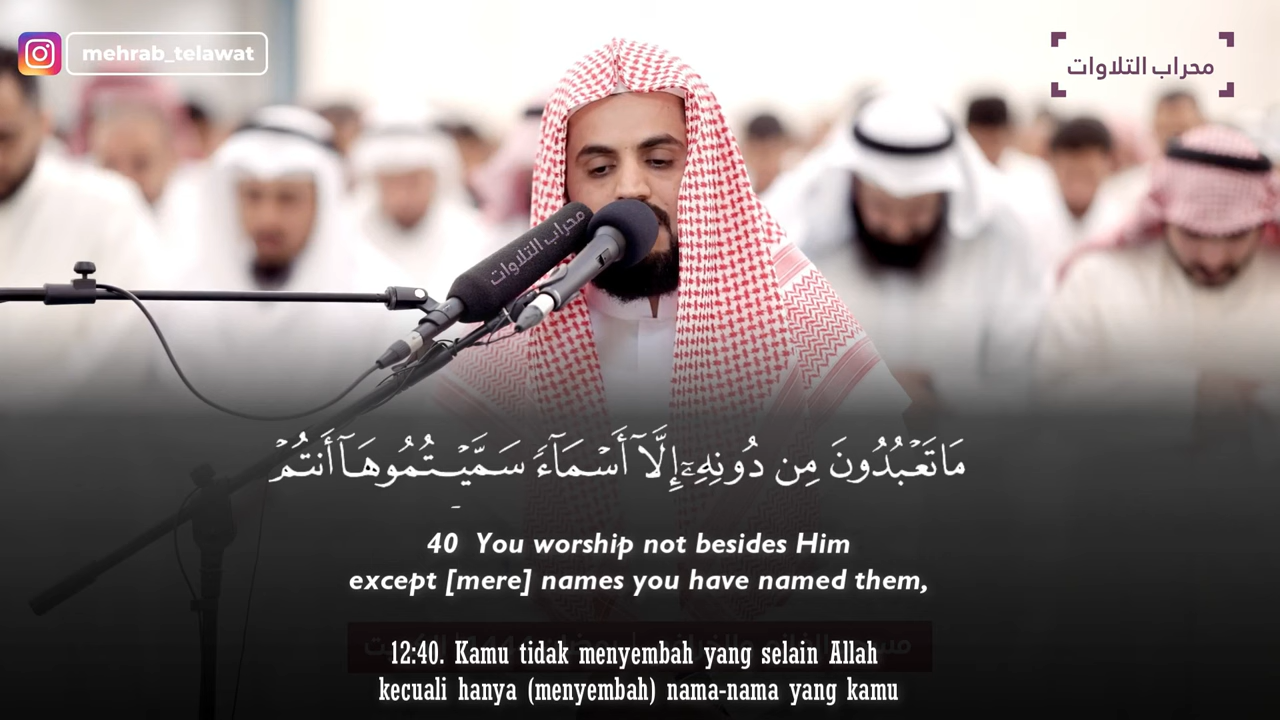 mehrab_telawat
محراب التلاوات
محراب التلاوات
مَا تَعْبُدُونَ مِن دُونِهِۦٓ إِلَّآ أَسْمَآءً سَمَّيْتُمُوهَآ أَنتُمْ
40 You worship not besides Him
except [mere] names you have named them,
12:40. Kamu tidak menyembah yang selain Allah
kecuali hanya (menyembah) nama-nama yang kamu